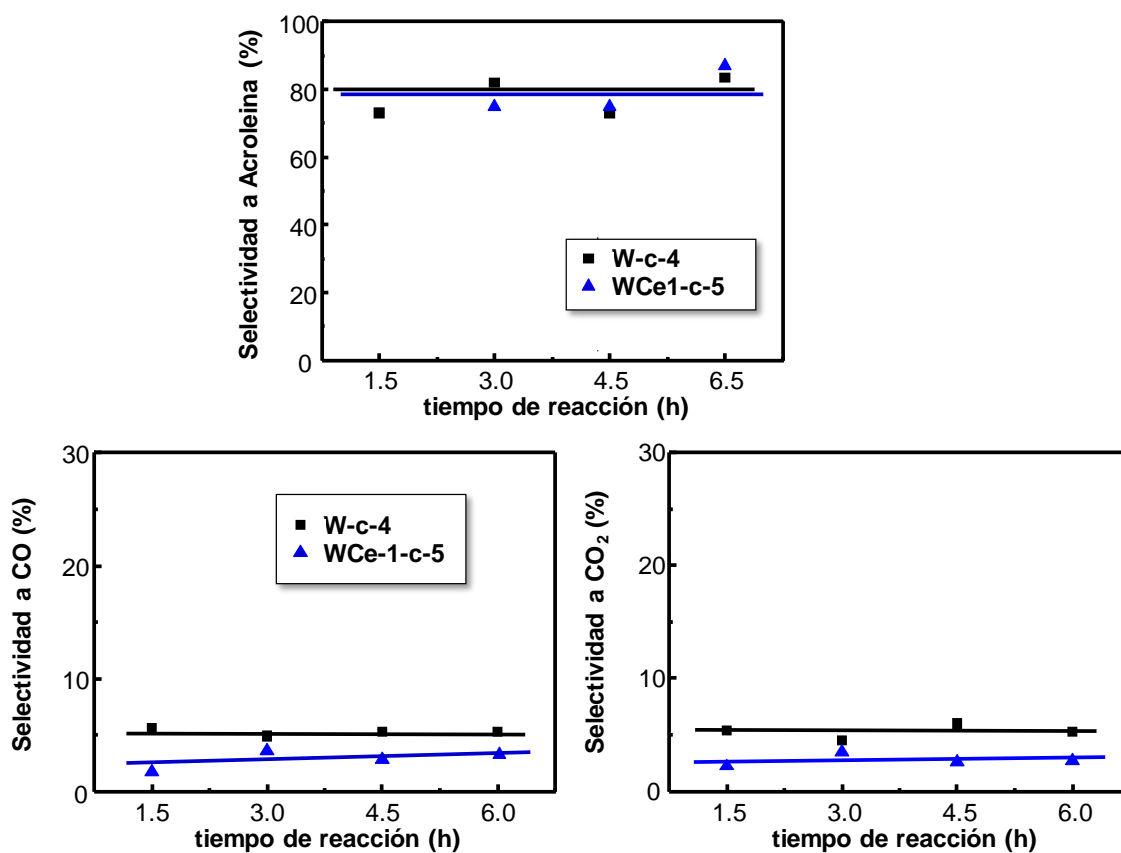 Selectividad a Acroleina (%)
100
80
60
40
20
0
W-c-4
WCe1-c-5
1.5 3.0 4.5 6.5
tiempo de reacción (h)
Selectividad a CO (%)
30
20
10
0
W-c-4
WCe-1-c-5
1.5 3.0 4.5 6.0
tiempo de reacción (h)
Selectividad a CO₂ (%)
30
20
10
0
1.5 3.0 4.5 6.0
tiempo de reacción (h)